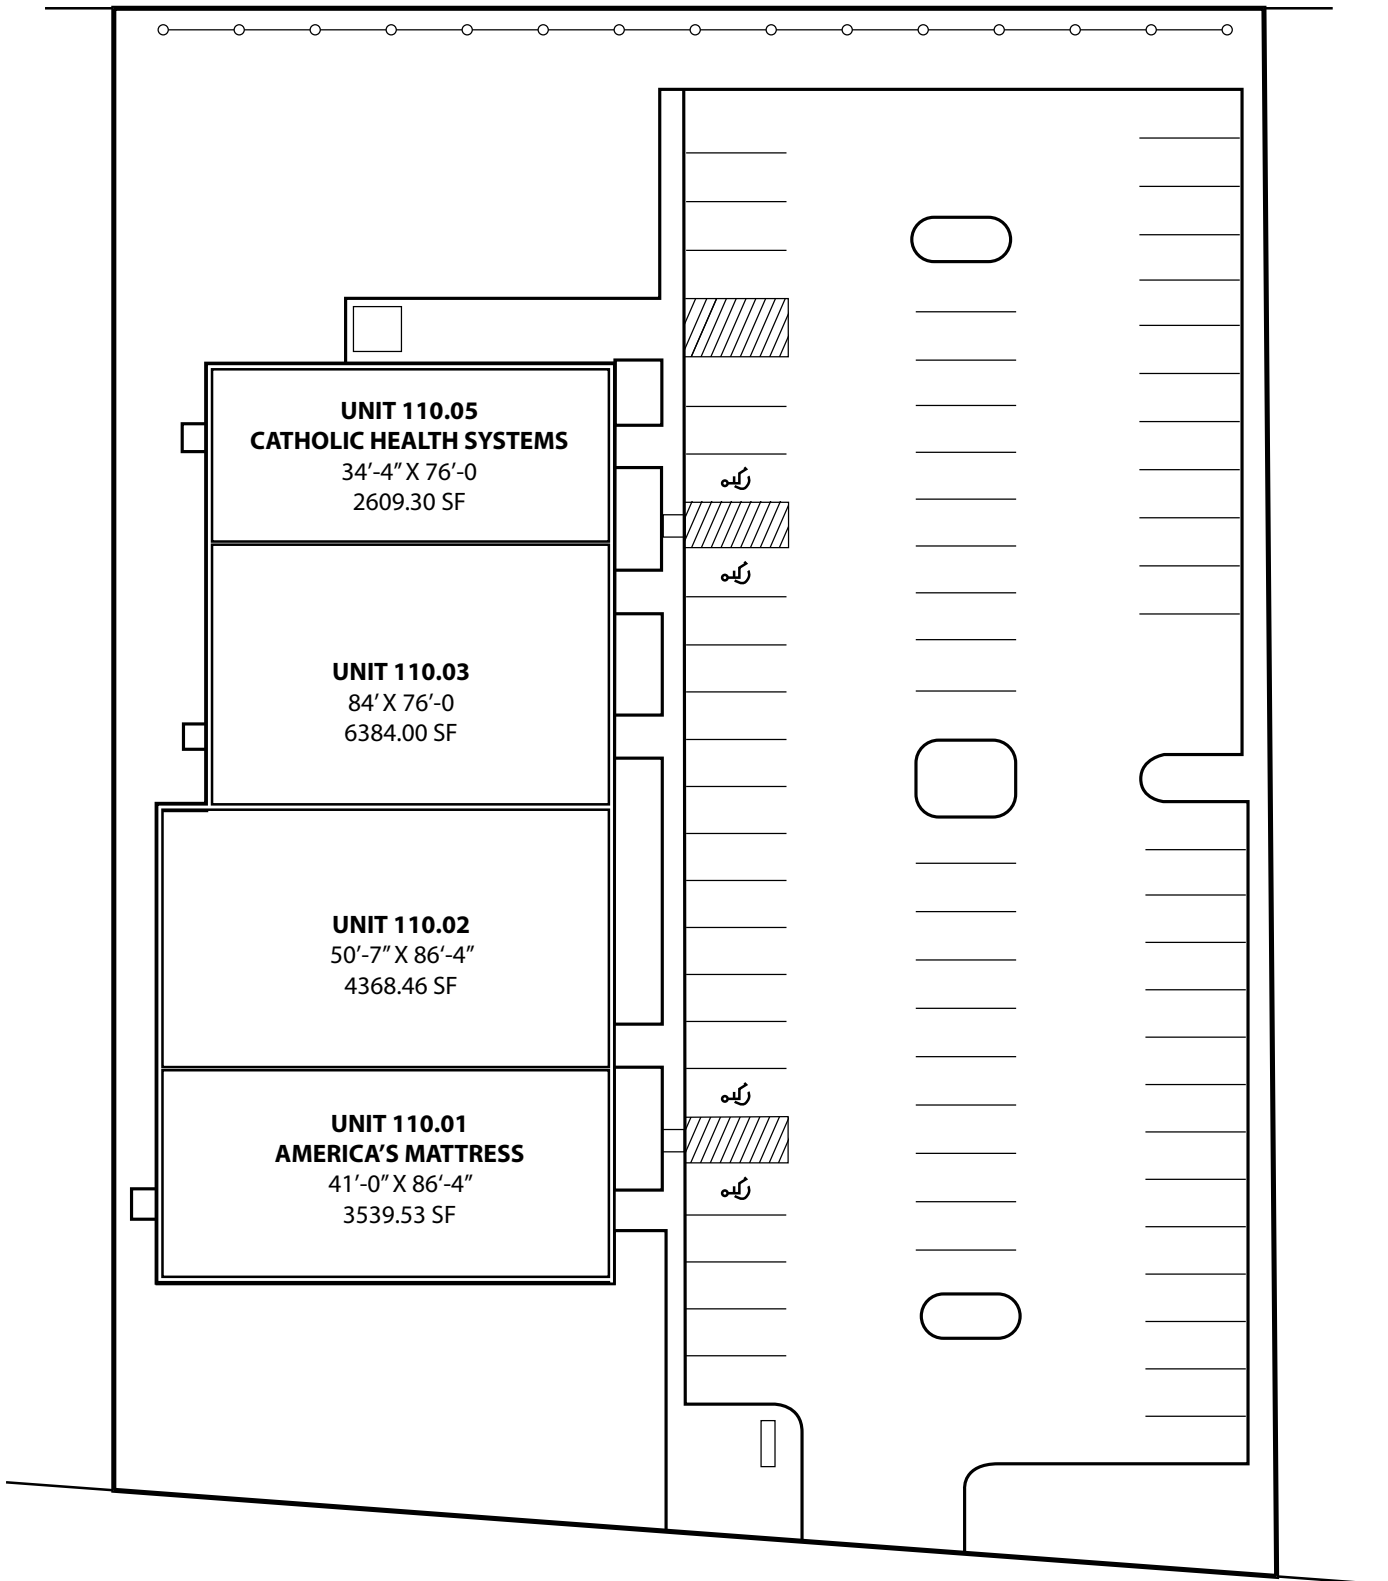 UNIT 110.05
CATHOLIC HEALTH SYSTEMS
34’-4” X 76’-0
2609.30 SF
UNIT 110.03
84’ X 76’-0
6384.00 SF
UNIT 110.02
50’-7” X 86‘-4”
4368.46 SF
UNIT 110.01
AMERICA’S MATTRESS
41’-0” X 86‘-4”
3539.53 SF